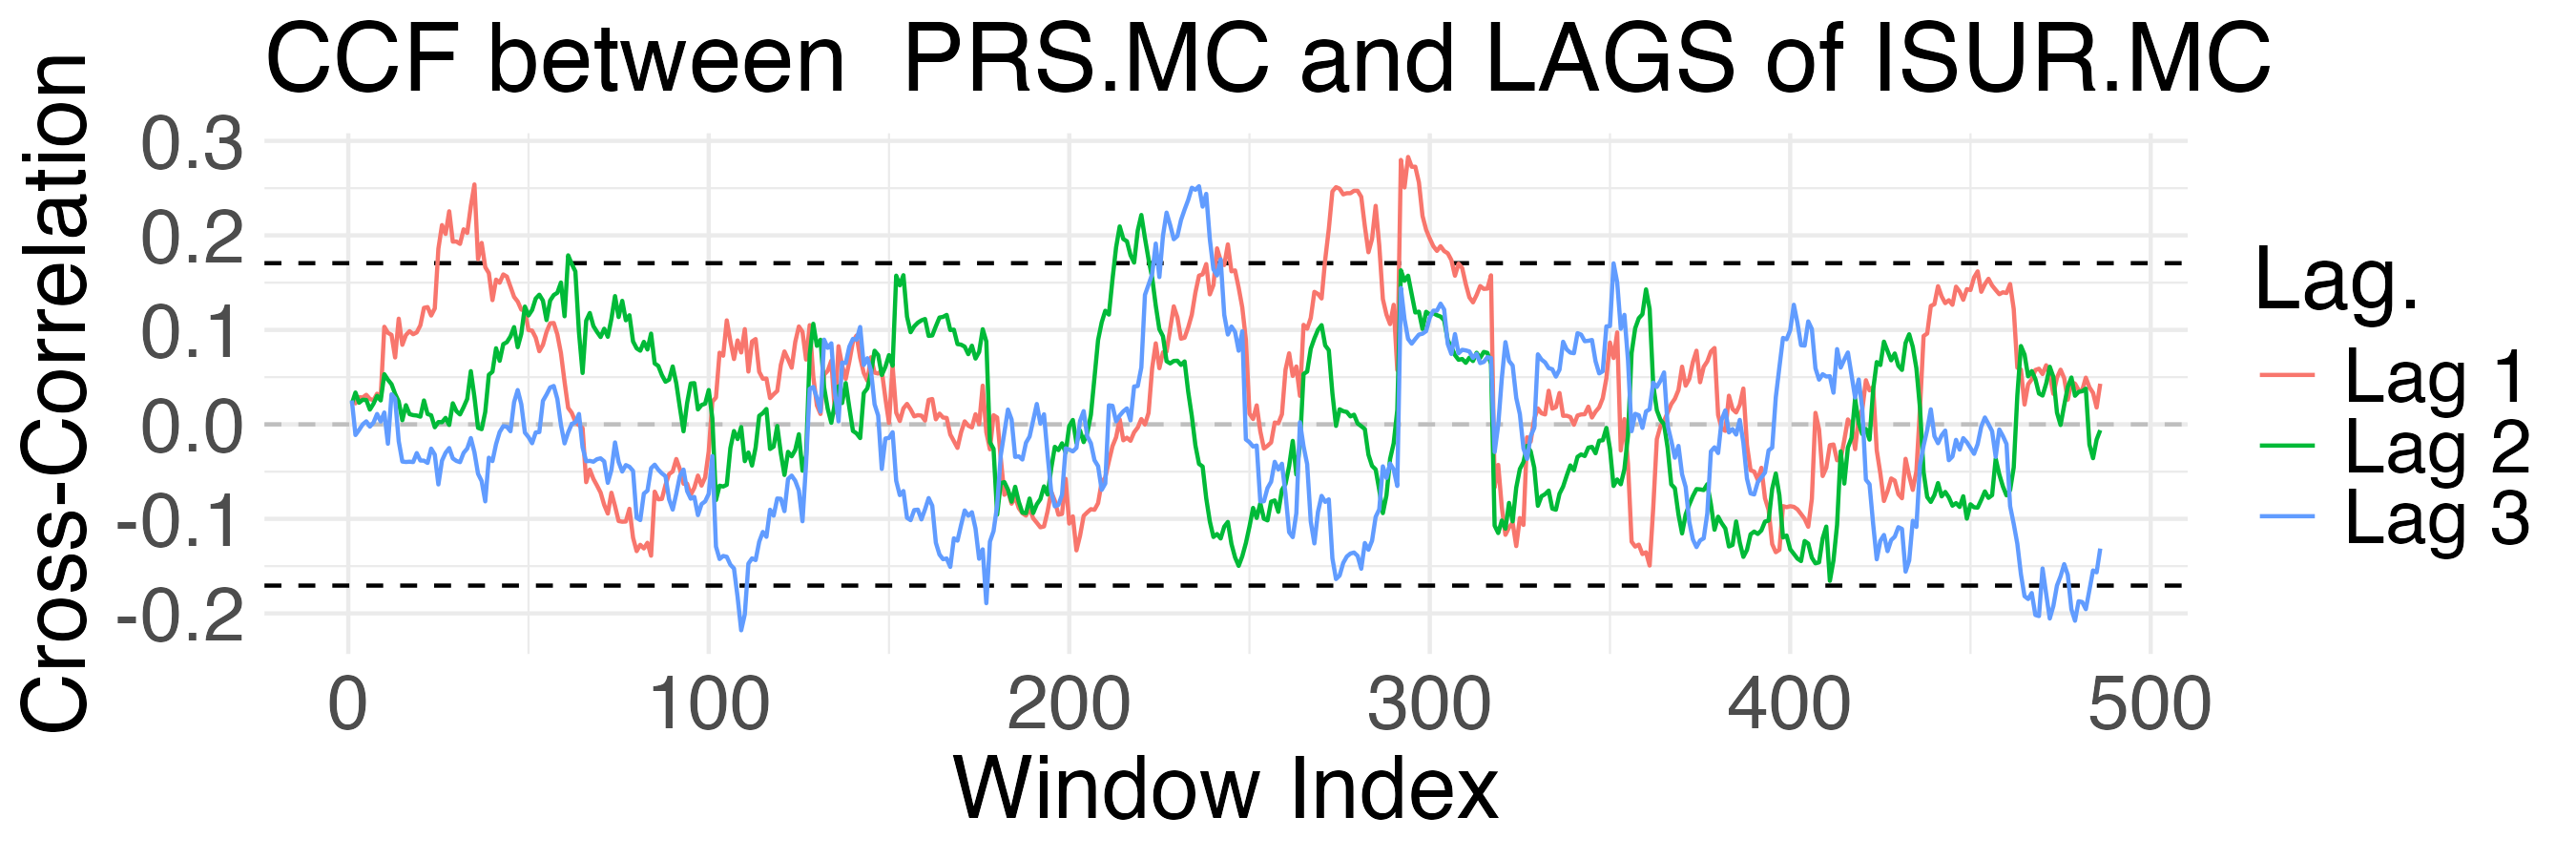 CCF between  PRS.MC and LAGS of ISUR.MC
Cross-Correlation
0.3
0.2
0.1
0.0
-0.1
-0.2
0 100 200 300 400 500
Window Index
Lag.
Lag 1
Lag 2
Lag 3